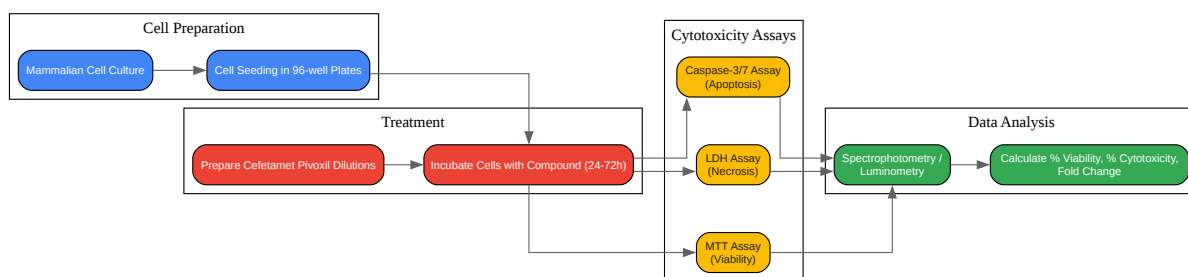 Cell Preparation
Mammalian Cell Culture
Cell Seeding in 96-well Plates
Treatment
Prepare Cefetamet Pivoxil Dilutions
Incubate Cells with Compound (24-72h)
Cytotoxicity Assays
Caspase-3/7 Assay
(Apoptosis)
LDH Assay
(Necrosis)
MTT Assay
(Viability)
Data Analysis
Spectrophotometry /
Luminometry
Calculate % Viability, % Cytotoxicity,
Fold Change